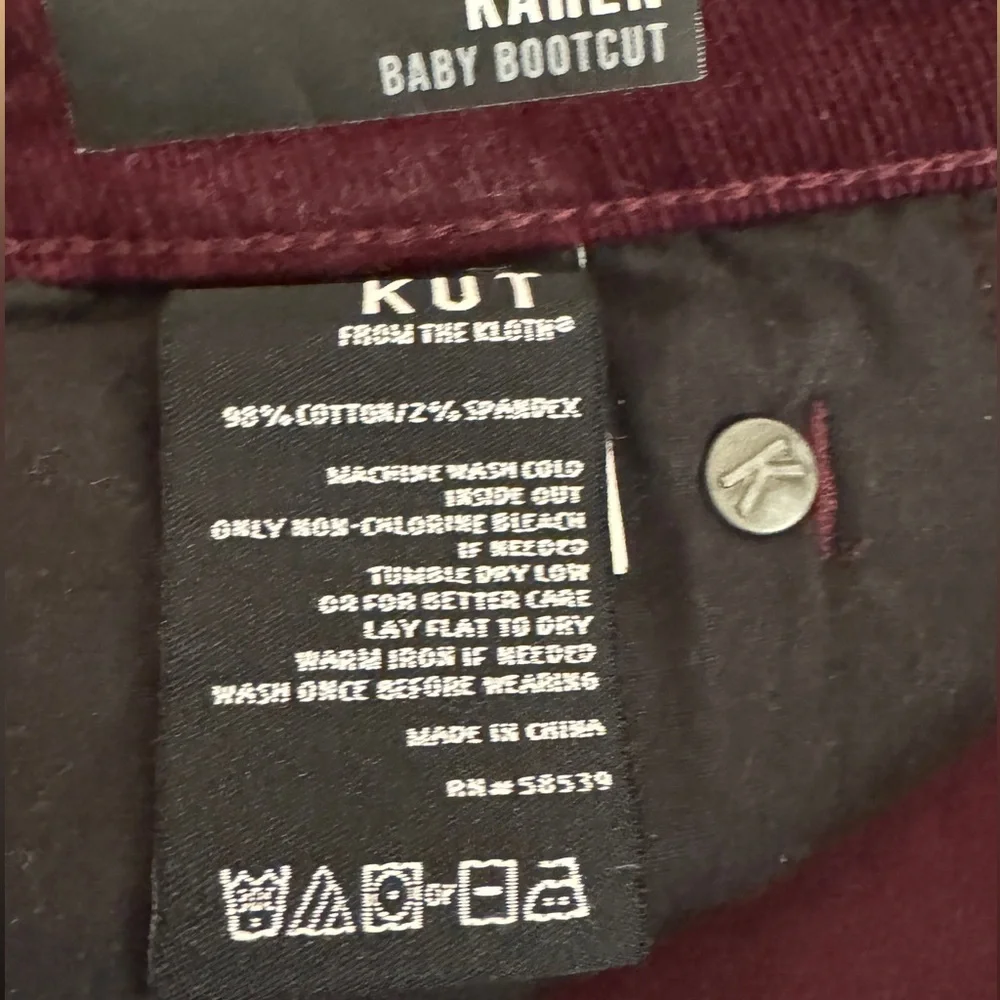 KAREN
BABY BOOTCUT
KUT
FROM THE KLOTH®
98% COTTON/2% SPANDEX
MACHINE WASH COLD
INSIDE OUT
ONLY NON-CHLORINE BLEACH
IF NEEDED
TUMBLE DRY LOW
OR FOR BETTER CARE
LAY FLAT TO DRY
WARM IRON IF NEEDED
WASH ONCE BEFORE WEARING
MADE IN CHINA
RN# 58539
or
K